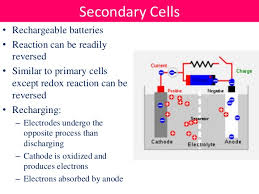 Secondary Cells
• Rechargeable batteries
• Reaction can be readily
reversed
• Similar to primary cells
except redox reaction can be
reversed
• Recharging:
– Electrodes undergo the
opposite process than
discharging
– Cathode is oxidized and
produces electrons
– Electrons absorbed by anode
Current
Charge
Positive
Negative
Separator
Cathode
Electrolyte
Anode